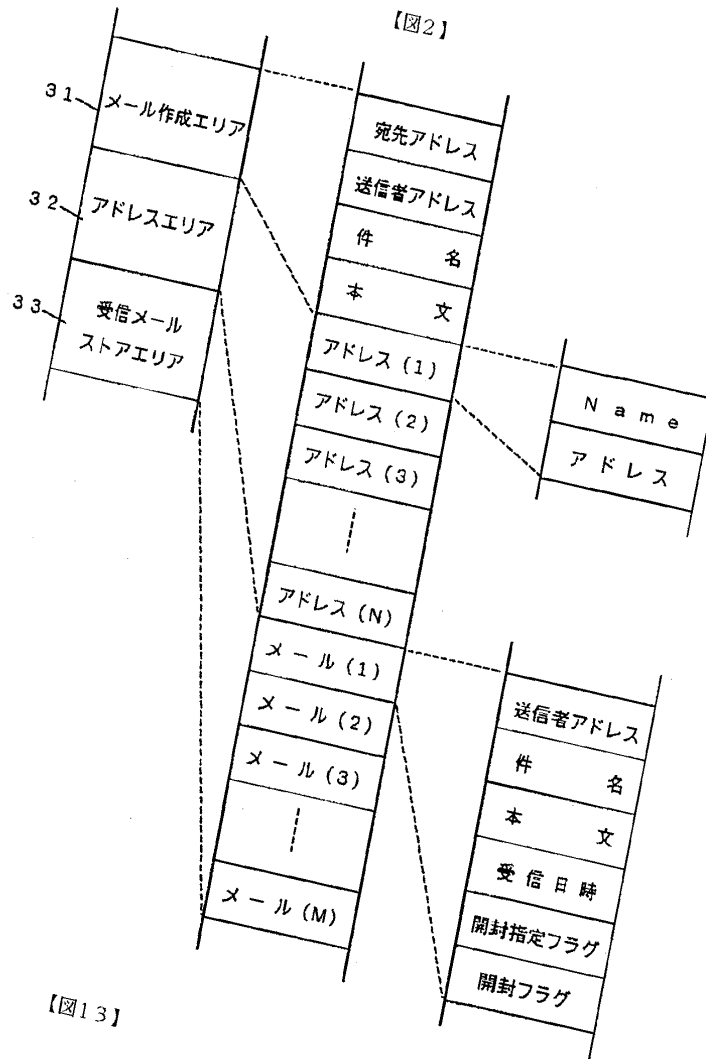 【図2】
31
メール作成エリア
32
アドレスエリア
33
受信メール
ストアエリア
宛先アドレス
送信者アドレス
件 名
本 文
アドレス(1)
アドレス(2)
アドレス(3)
アドレス(N)
メール(1)
メール(2)
メール(3)
メール(M)
Name
アドレス
送信者アドレス
件 名
本 文
受信日時
開封指定フラグ
開封フラグ
【図13】